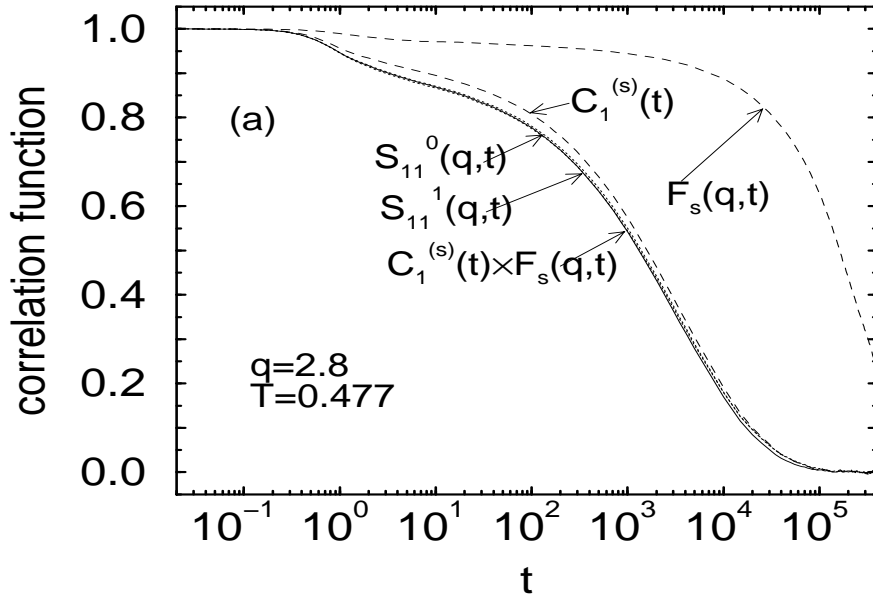 correlation function
1.0
0.8
0.6
0.4
0.2
0.0
(a)
C₁⁽ˢ⁾(t)
S₁₁⁰(q,t)
S₁₁¹(q,t)
C₁⁽ˢ⁾(t)×Fₛ(q,t)
Fₛ(q,t)
q=2.8
T=0.477
10⁻¹ 10⁰ 10¹ 10² 10³ 10⁴ 10⁵
t